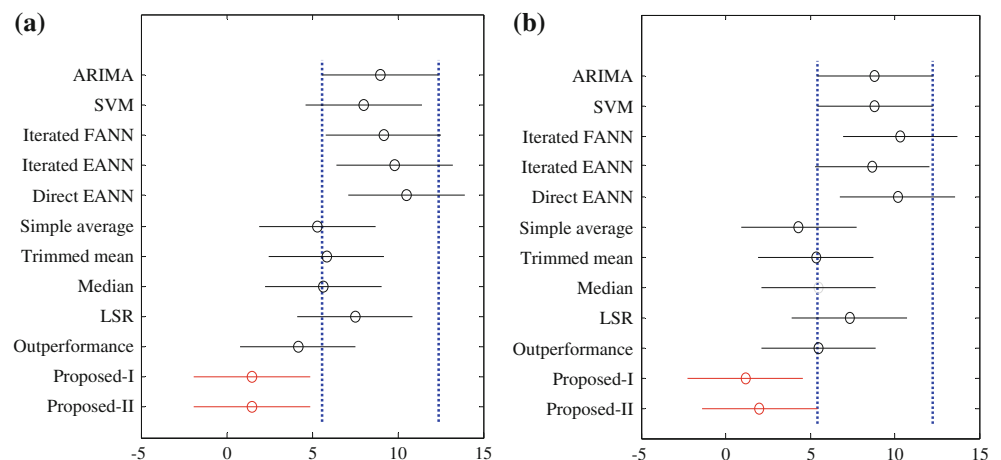 (a)
ARIMA
SVM
Iterated FANN
Iterated EANN
Direct EANN
Simple average
Trimmed mean
Median
LSR
Outperformance
Proposed-I
Proposed-II
-5 0 5 10 15
(b)
ARIMA
SVM
Iterated FANN
Iterated EANN
Direct EANN
Simple average
Trimmed mean
Median
LSR
Outperformance
Proposed-I
Proposed-II
-5 0 5 10 15